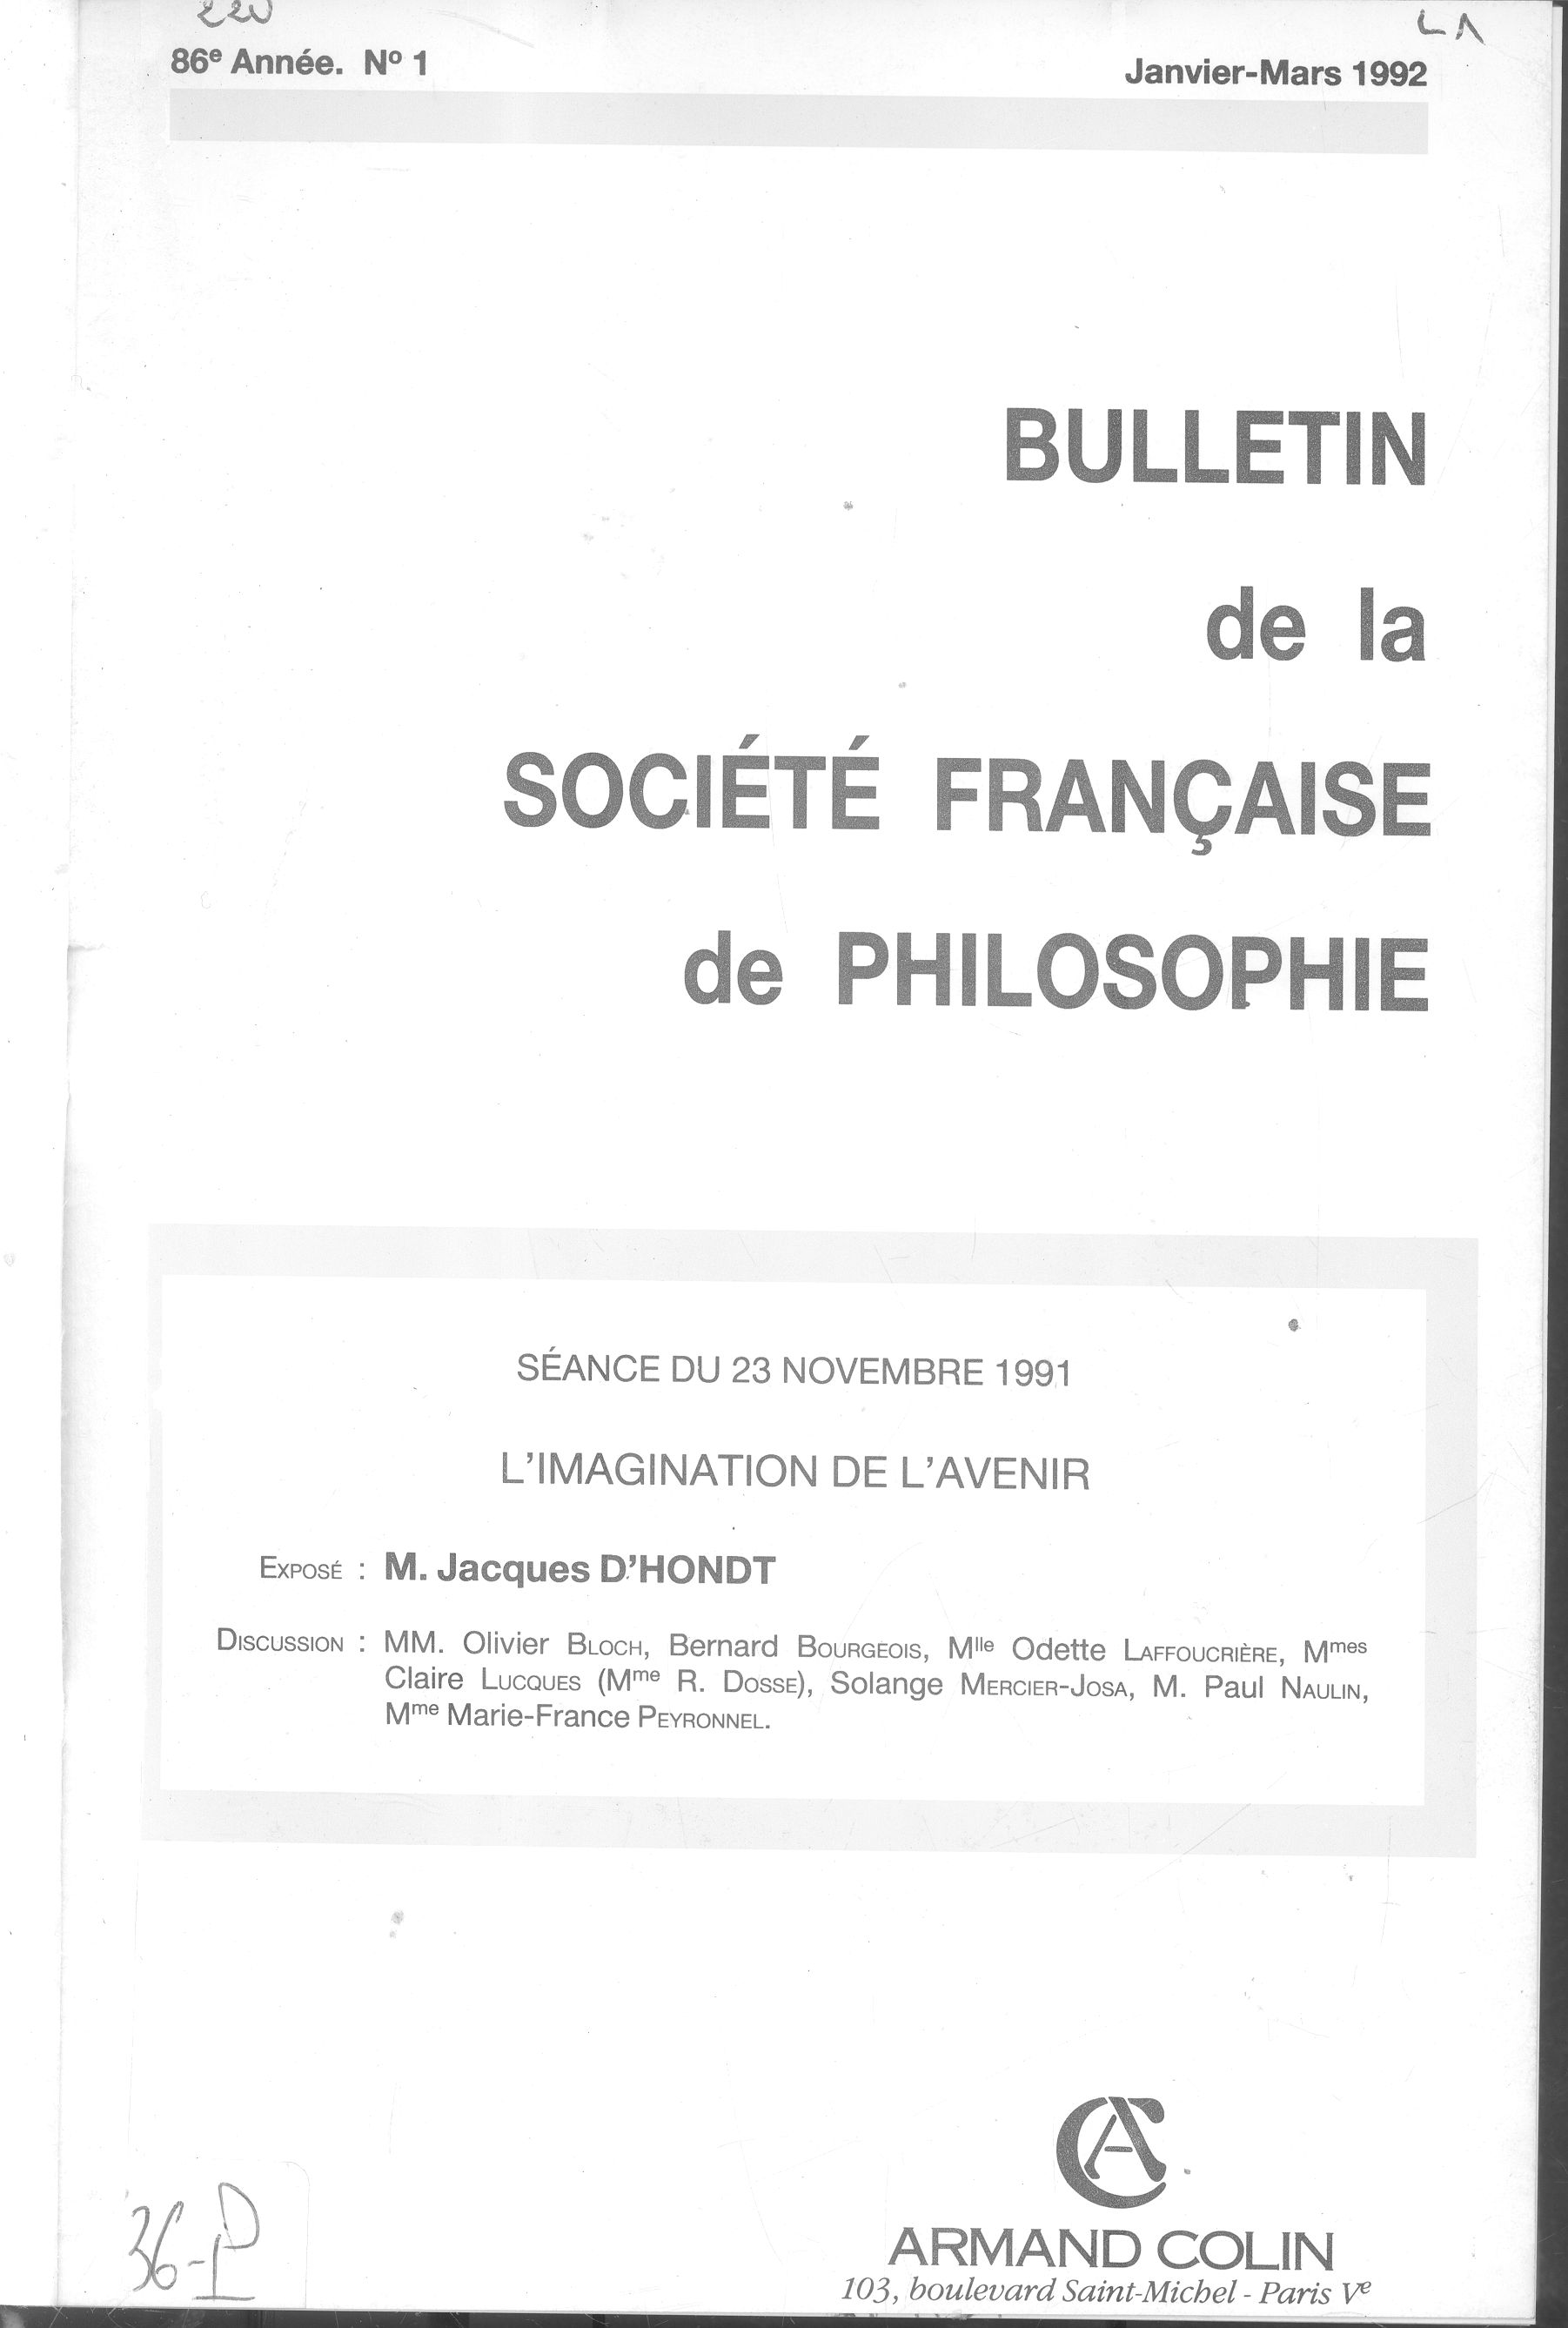 86e Année. Nº 1
Janvier-Mars 1992
BULLETIN
de la
SOCIÉTÉ FRANÇAISE
de PHILOSOPHIE
SÉANCE DU 23 NOVEMBRE 1991
L'IMAGINATION DE L'AVENIR
EXPOSÉ : M. Jacques D'HONDT
DISCUSSION : MM. Olivier BLOCH, Bernard BOURGEOIS, Mlle Odette LAFFOUCRIÈRE, Mmes
Claire LUCQUES (Mme R. DOSSE), Solange MERCIER-JOSA, M. Paul NAULIN,
Mme Marie-France PEYRONNEL.
CA
ARMAND COLIN
103, boulevard Saint-Michel - Paris Ve
36-P